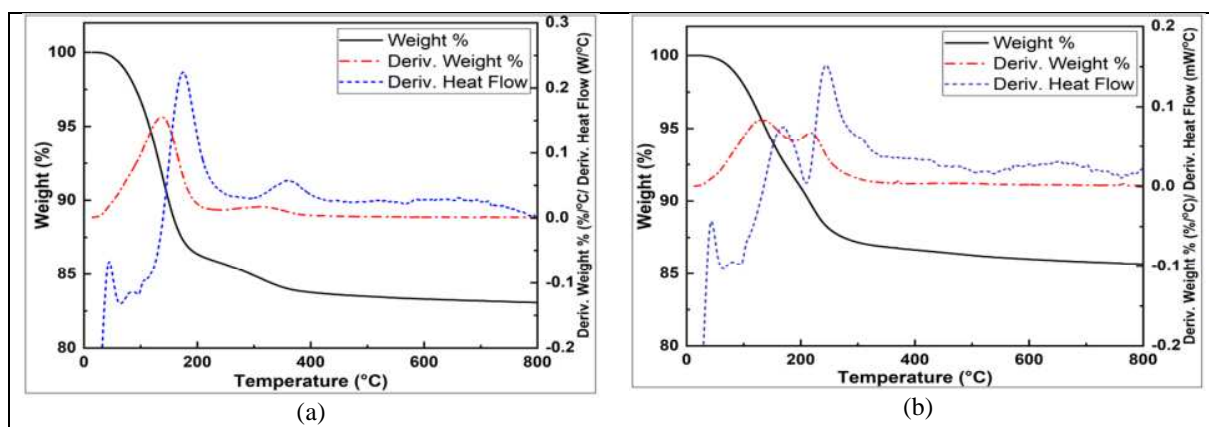 Weight %
Deriv. Weight %
Deriv. Heat Flow
Weight (%)
100
95
90
85
80
0.3
0.2
0.1
0.0
-0.1
-0.2
Deriv. Weight % (%/°C)/ Deriv. Heat Flow (W/°C)
0 200 400 600 800
Temperature (°C)
(a)
Weight %
Deriv. Weight %
Deriv. Heat Flow
Weight (%)
100
95
90
85
80
0.2
0.1
0.0
-0.1
-0.2
Deriv. Weight % (%/°C)/ Deriv. Heat Flow (mW/°C)
0 200 400 600 800
Temperature (°C)
(b)